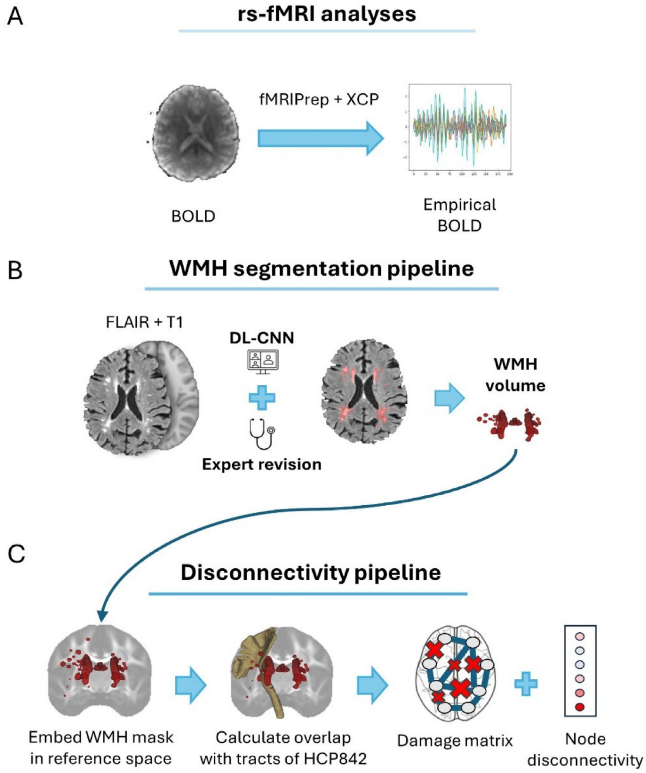 A
rs-fMRI analyses
fMRIPrep + XCP
BOLD
Empirical
BOLD
B
WMH segmentation pipeline
FLAIR + T1
DL-CNN
Expert revision
WMH
volume
C
Disconnectivity pipeline
Embed WMH mask
in reference space
Calculate overlap
with tracts of HCP842
Damage matrix
Node
disconnectivity